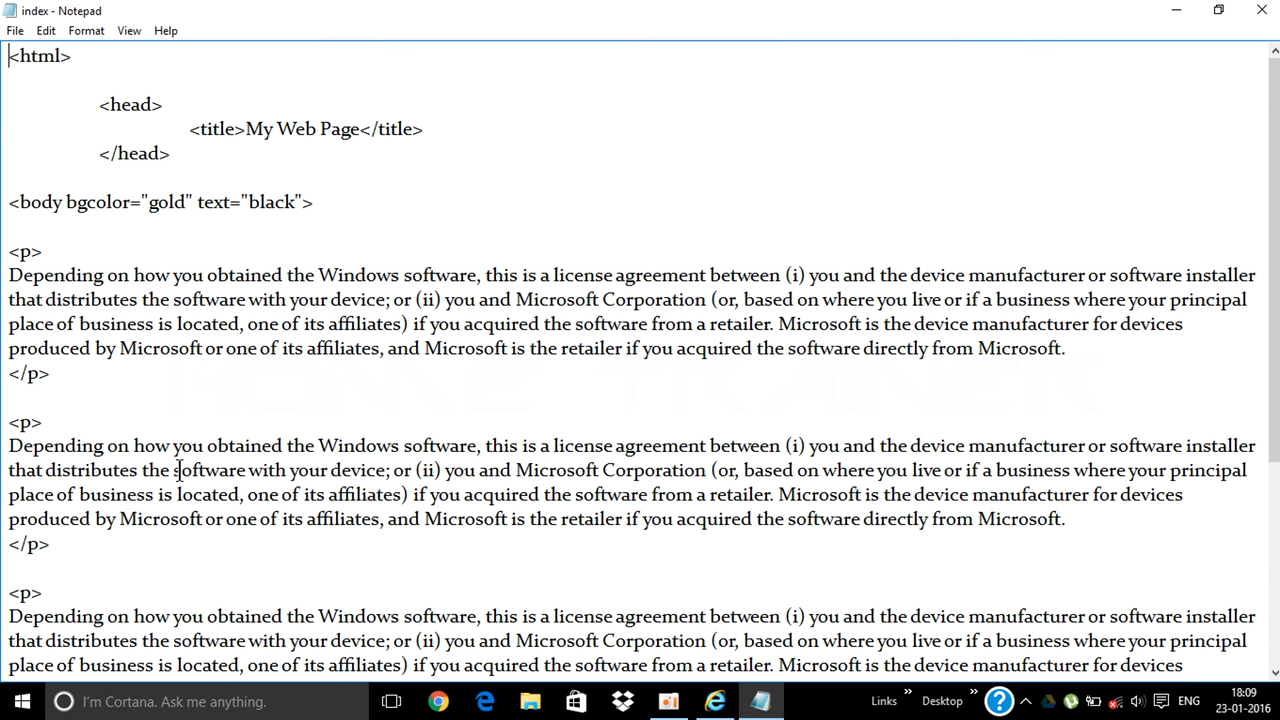 index - Notepad
File Edit Format View Help
<html>
<head>
<title>My Web Page</title>
</head>
<body bgcolor="gold" text="black">
<p>
Depending on how you obtained the Windows software, this is a license agreement between (i) you and the device manufacturer or software installer
that distributes the software with your device; or (ii) you and Microsoft Corporation (or, based on where you live or if a business where your principal
place of business is located, one of its affiliates) if you acquired the software from a retailer. Microsoft is the device manufacturer for devices
produced by Microsoft or one of its affiliates, and Microsoft is the retailer if you acquired the software directly from Microsoft.
</p>
HOME TRAINER
<p>
Depending on how you obtained the Windows software, this is a license agreement between (i) you and the device manufacturer or software installer
that distributes the software with your device; or (ii) you and Microsoft Corporation (or, based on where you live or if a business where your principal
place of business is located, one of its affiliates) if you acquired the software from a retailer. Microsoft is the device manufacturer for devices
produced by Microsoft or one of its affiliates, and Microsoft is the retailer if you acquired the software directly from Microsoft.
</p>
<p>
Depending on how you obtained the Windows software, this is a license agreement between (i) you and the device manufacturer or software installer
that distributes the software with your device; or (ii) you and Microsoft Corporation (or, based on where you live or if a business where your principal
place of business is located, one of its affiliates) if you acquired the software from a retailer. Microsoft is the device manufacturer for devices
I'm Cortana. Ask me anything. Links » Desktop » ENG 18:09
23-01-2016